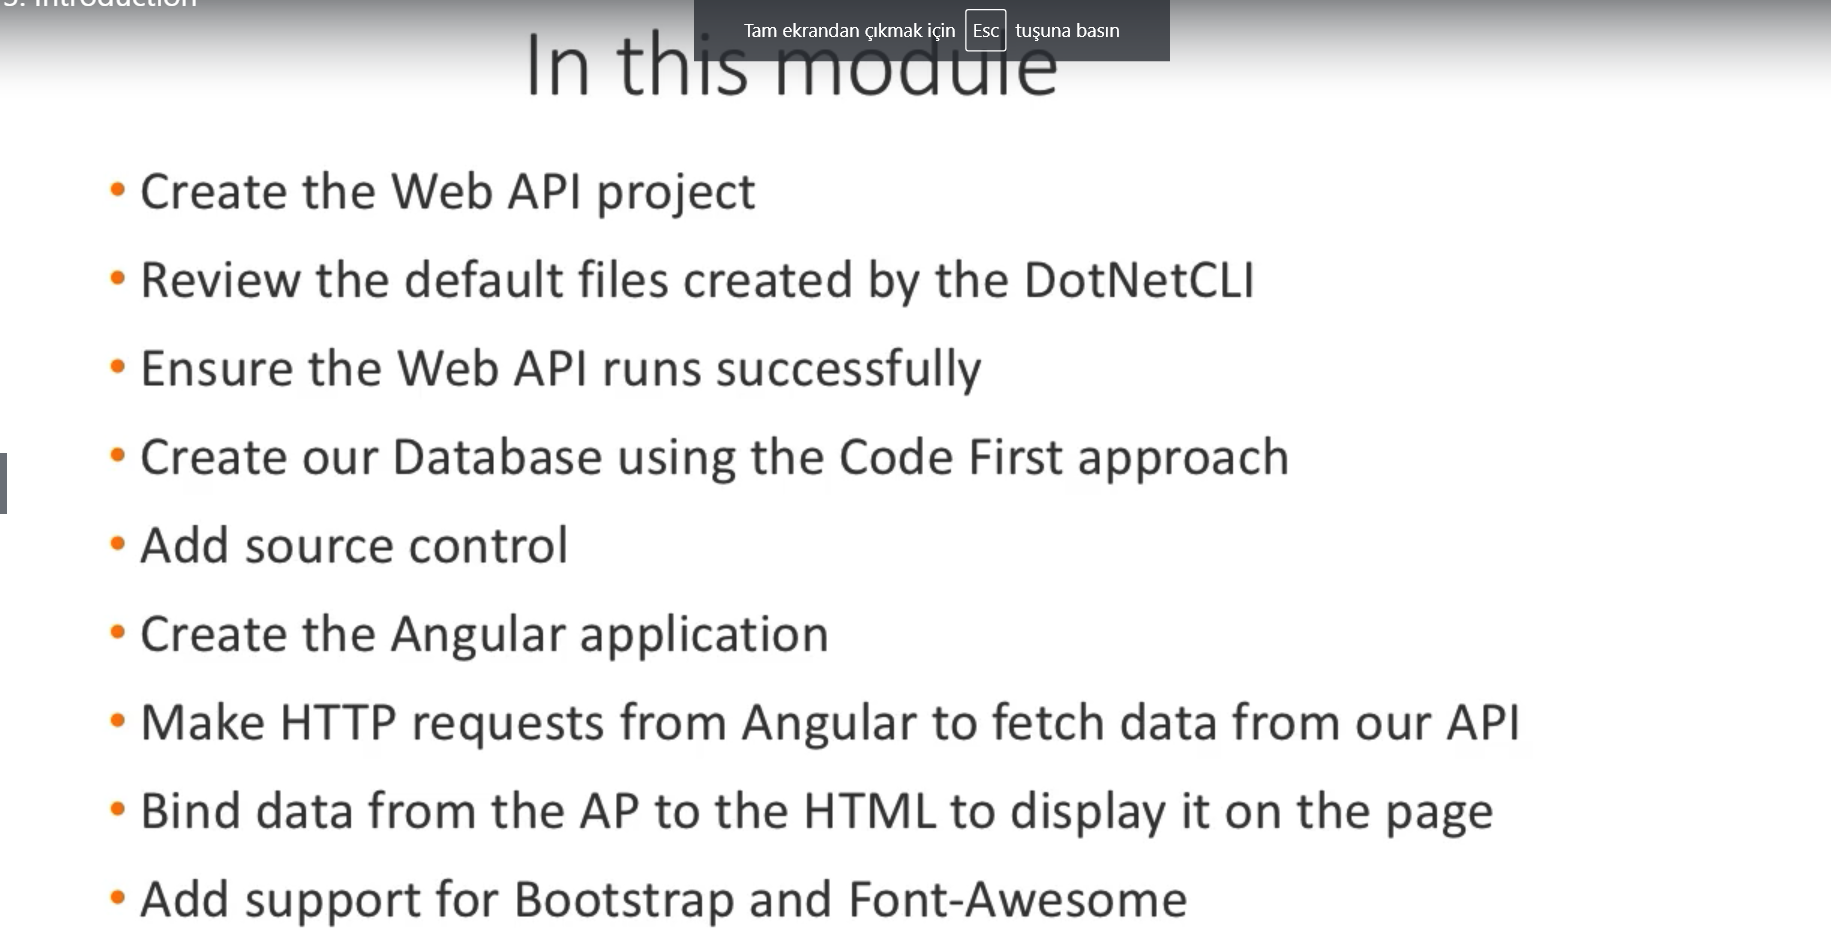 Introduction
Tam ekrandan çıkmak için Esc tuşuna basın
In this module
• Create the Web API project
• Review the default files created by the DotNetCLI
• Ensure the Web API runs successfully
• Create our Database using the Code First approach
• Add source control
• Create the Angular application
• Make HTTP requests from Angular to fetch data from our API
• Bind data from the AP to the HTML to display it on the page
• Add support for Bootstrap and Font-Awesome